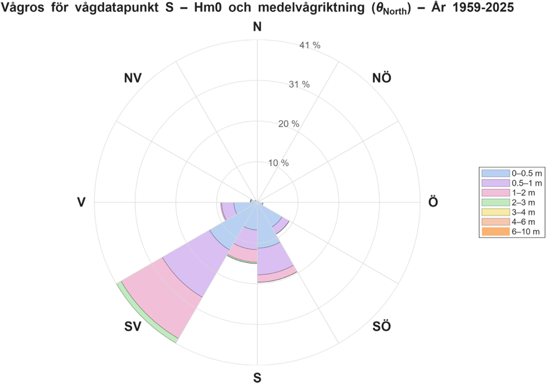 Vågros för vågdatapunkt S – Hm0 och medelvågriktning (θNorth) – År 1959-2025
N
41 %
NV
NÖ
31 %
20 %
10 %
V
Ö
0–0.5 m
0.5–1 m
1–2 m
2–3 m
3–4 m
4–6 m
6–10 m
SV
SÖ
S